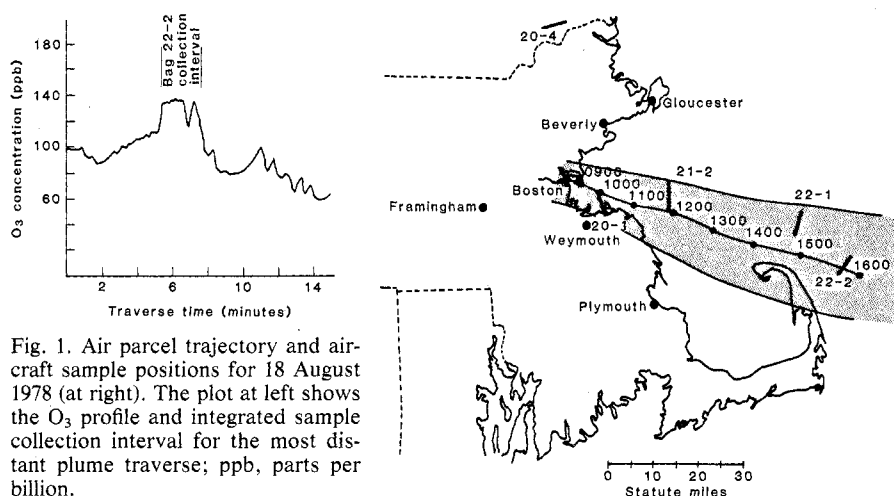 180
140
100
60
O₃ concentration (ppb)
Bag 22-2
collection
interval
2
6
10
14
Traverse time (minutes)
Fig. 1. Air parcel trajectory and air-
craft sample positions for 18 August
1978 (at right). The plot at left shows
the O₃ profile and integrated sample
collection interval for the most dis-
tant plume traverse; ppb, parts per
billion.
20-4
Gloucester
Beverly
0900
21-2
Boston
1000
1100
22-1
Framingham
1200
20-1
1300
Weymouth
1400
1500
1600
22-2
Plymouth
0 10 20 30
Statute miles